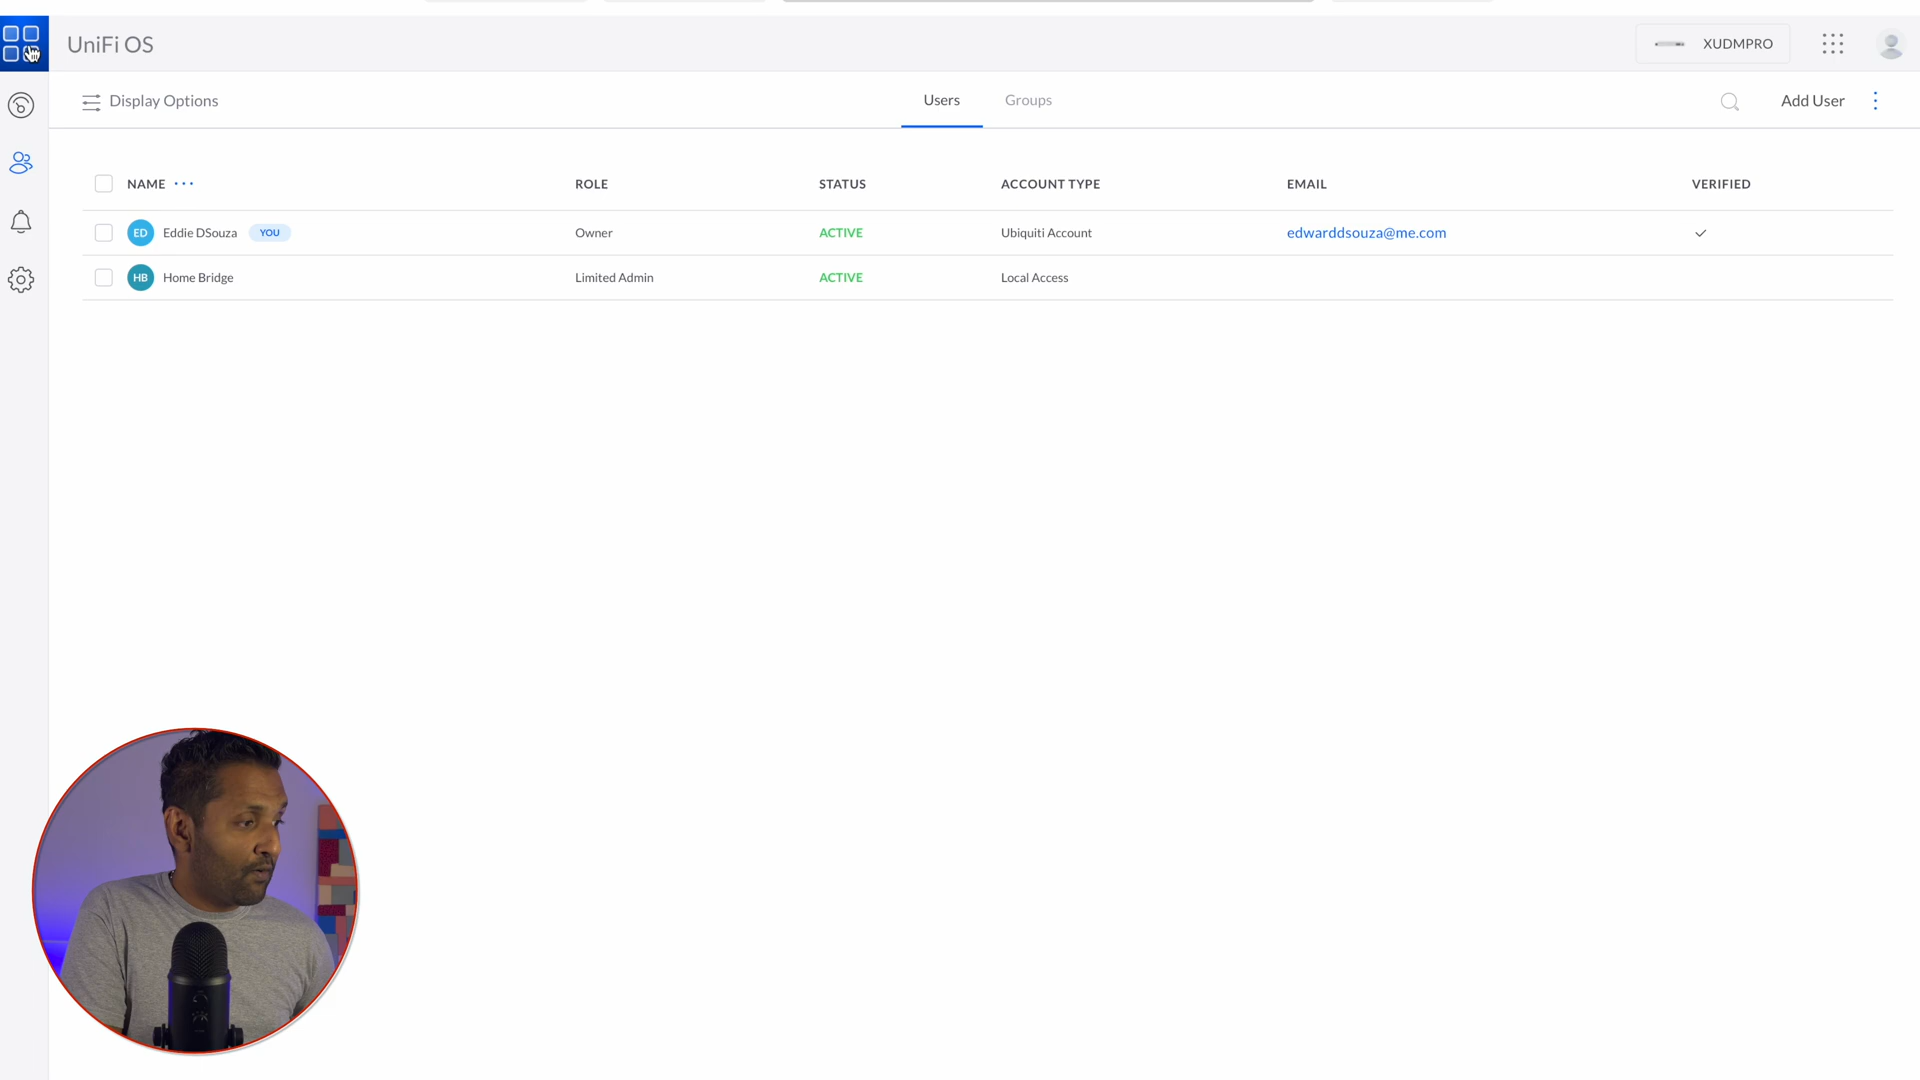 UniFi OS
XUDMPRO
Display Options
Users
Groups
Add User
NAME ROLE STATUS ACCOUNT TYPE EMAIL VERIFIED
ED Eddie DSouza YOU Owner ACTIVE Ubiquiti Account edwarddsouza@me.com
HB Home Bridge Limited Admin ACTIVE Local Access